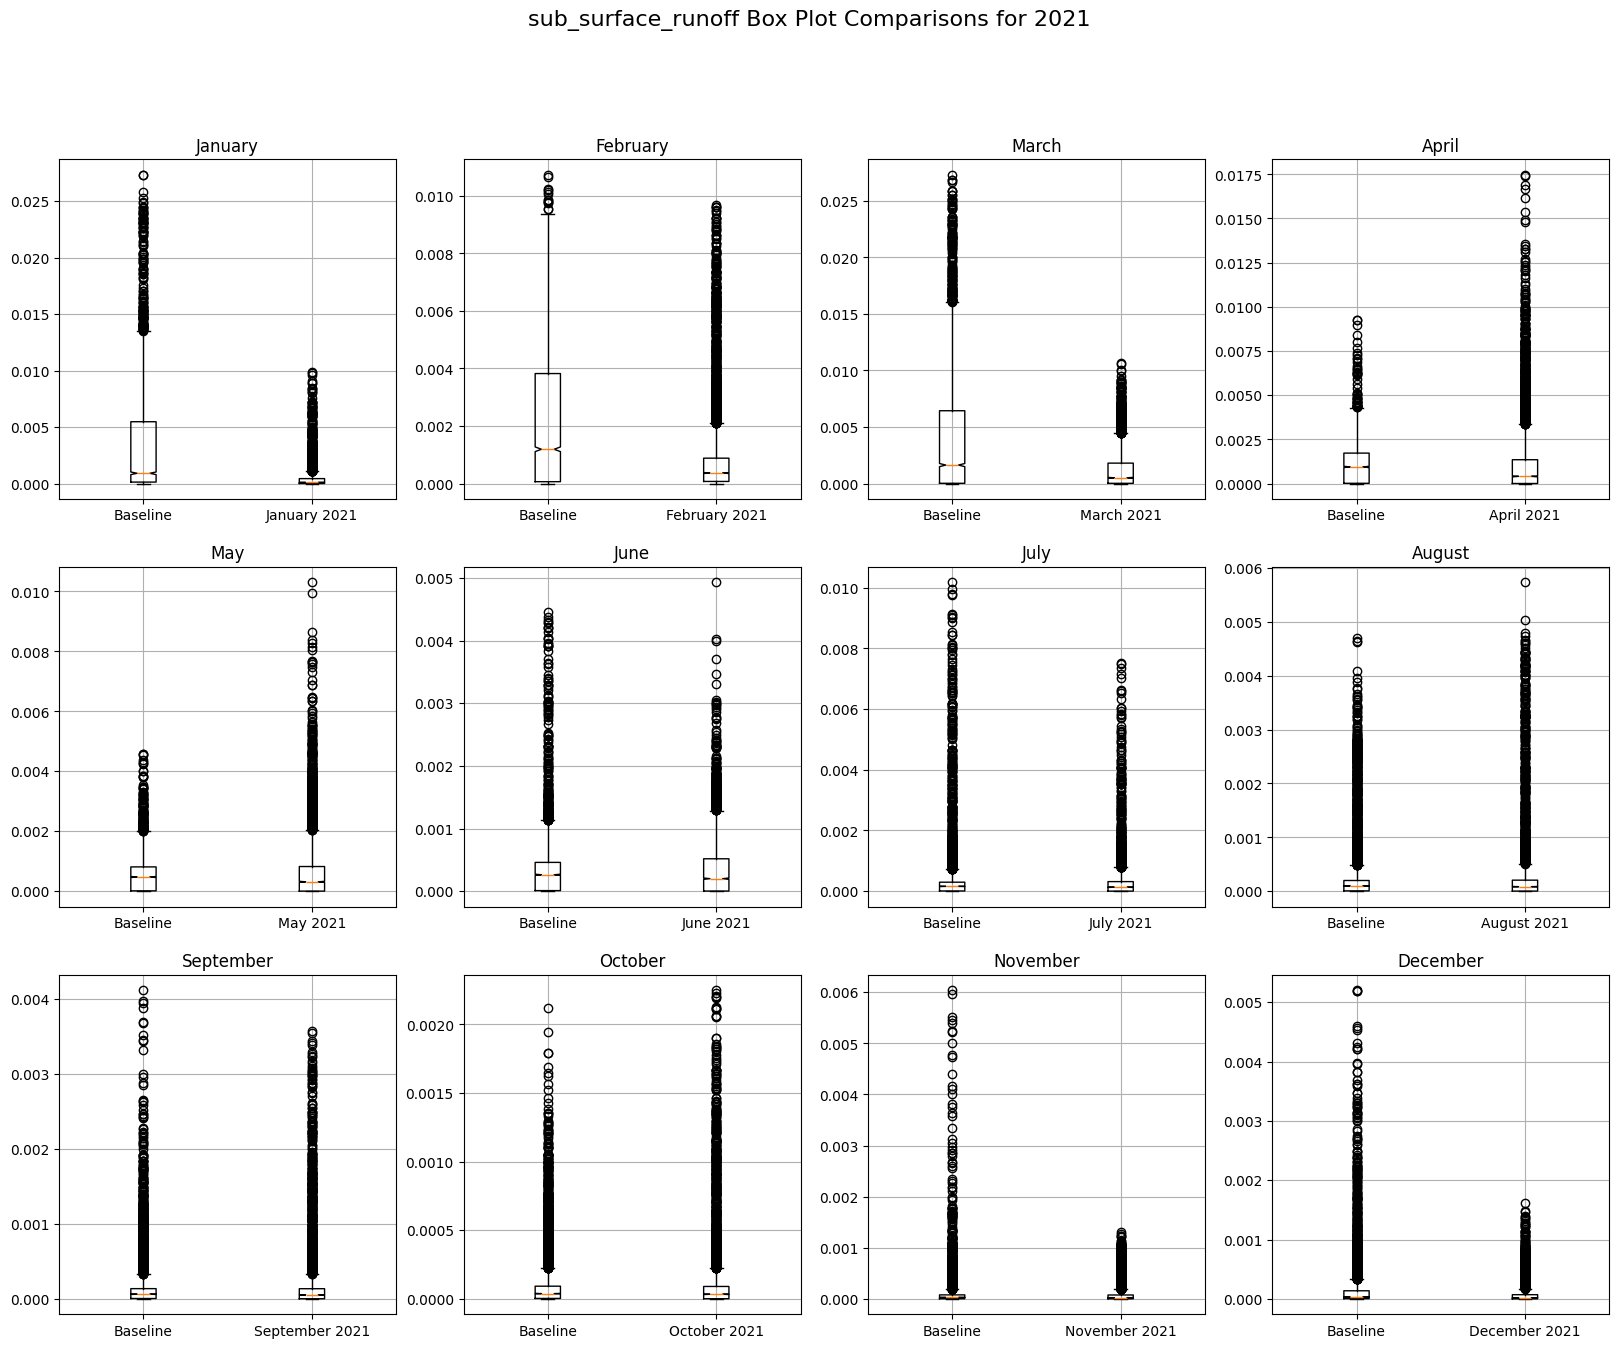 sub_surface_runoff Box Plot Comparisons for 2021
January
0.025
0.020
0.015
0.010
0.005
0.000
Baseline January 2021
February
0.010
0.008
0.006
0.004
0.002
0.000
Baseline February 2021
March
0.025
0.020
0.015
0.010
0.005
0.000
Baseline March 2021
April
0.0175
0.0150
0.0125
0.0100
0.0075
0.0050
0.0025
0.0000
Baseline April 2021
May
0.010
0.008
0.006
0.004
0.002
0.000
Baseline May 2021
June
0.005
0.004
0.003
0.002
0.001
0.000
Baseline June 2021
July
0.010
0.008
0.006
0.004
0.002
0.000
Baseline July 2021
August
0.006
0.005
0.004
0.003
0.002
0.001
0.000
Baseline August 2021
September
0.004
0.003
0.002
0.001
0.000
Baseline September 2021
October
0.0020
0.0015
0.0010
0.0005
0.0000
Baseline October 2021
November
0.006
0.005
0.004
0.003
0.002
0.001
0.000
Baseline November 2021
December
0.005
0.004
0.003
0.002
0.001
0.000
Baseline December 2021